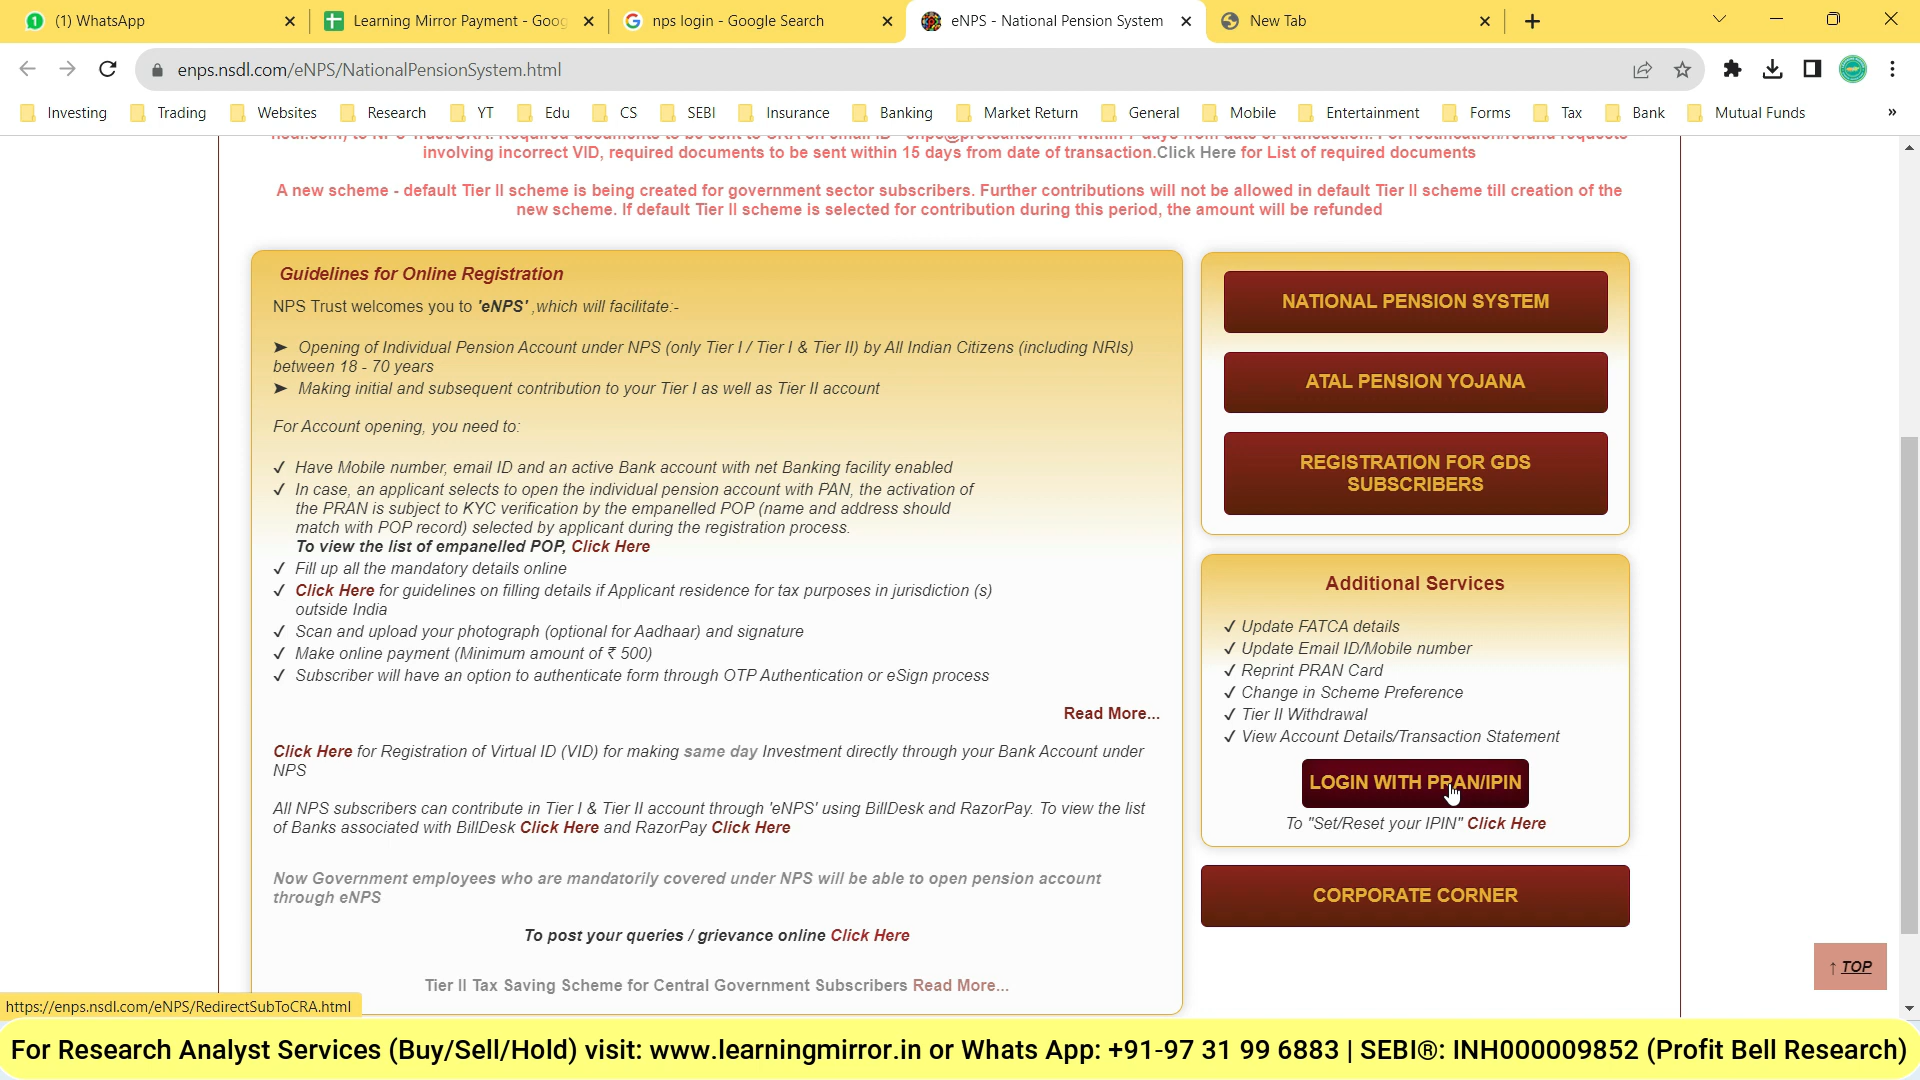 (1) WhatsApp
Learning Mirror Payment - Goog
nps login - Google Search
eNPS - National Pension System
New Tab
enps.nsdl.com/eNPS/NationalPensionSystem.html
Investing
Trading
Websites
Research
YT
Edu
CS
SEBI
Insurance
Banking
Market Return
General
Mobile
Entertainment
Forms
Tax
Bank
Mutual Funds
»
involving incorrect VID, required documents to be sent within 15 days from date of transaction.Click Here for List of required documents
A new scheme - default Tier II scheme is being created for government sector subscribers. Further contributions will not be allowed in default Tier II scheme till creation of the
new scheme. If default Tier II scheme is selected for contribution during this period, the amount will be refunded
Guidelines for Online Registration
NPS Trust welcomes you to 'eNPS' ,which will facilitate:-
➤ Opening of Individual Pension Account under NPS (only Tier I / Tier I & Tier II) by All Indian Citizens (including NRIs)
between 18 - 70 years
➤ Making initial and subsequent contribution to your Tier I as well as Tier II account
For Account opening, you need to:
✓ Have Mobile number, email ID and an active Bank account with net Banking facility enabled
✓ In case, an applicant selects to open the individual pension account with PAN, the activation of
the PRAN is subject to KYC verification by the empanelled POP (name and address should
match with POP record) selected by applicant during the registration process.
To view the list of empanelled POP, Click Here
✓ Fill up all the mandatory details online
✓ Click Here for guidelines on filling details if Applicant residence for tax purposes in jurisdiction (s)
outside India
✓ Scan and upload your photograph (optional for Aadhaar) and signature
✓ Make online payment (Minimum amount of ₹ 500)
✓ Subscriber will have an option to authenticate form through OTP Authentication or eSign process
Read More...
Click Here for Registration of Virtual ID (VID) for making same day Investment directly through your Bank Account under
NPS
All NPS subscribers can contribute in Tier I & Tier II account through 'eNPS' using BillDesk and RazorPay. To view the list
of Banks associated with BillDesk Click Here and RazorPay Click Here
Now Government employees who are mandatorily covered under NPS will be able to open pension account
through eNPS
To post your queries / grievance online Click Here
Tier II Tax Saving Scheme for Central Government Subscribers Read More...
NATIONAL PENSION SYSTEM
ATAL PENSION YOJANA
REGISTRATION FOR GDS
SUBSCRIBERS
Additional Services
✓ Update FATCA details
✓ Update Email ID/Mobile number
✓ Reprint PRAN Card
✓ Change in Scheme Preference
✓ Tier II Withdrawal
✓ View Account Details/Transaction Statement
LOGIN WITH PRAN/IPIN
To "Set/Reset your IPIN" Click Here
CORPORATE CORNER
↑ TOP
https://enps.nsdl.com/eNPS/RedirectSubToCRA.html
For Research Analyst Services (Buy/Sell/Hold) visit: www.learningmirror.in or Whats App: +91-97 31 99 6883 | SEBI®: INH000009852 (Profit Bell Research)